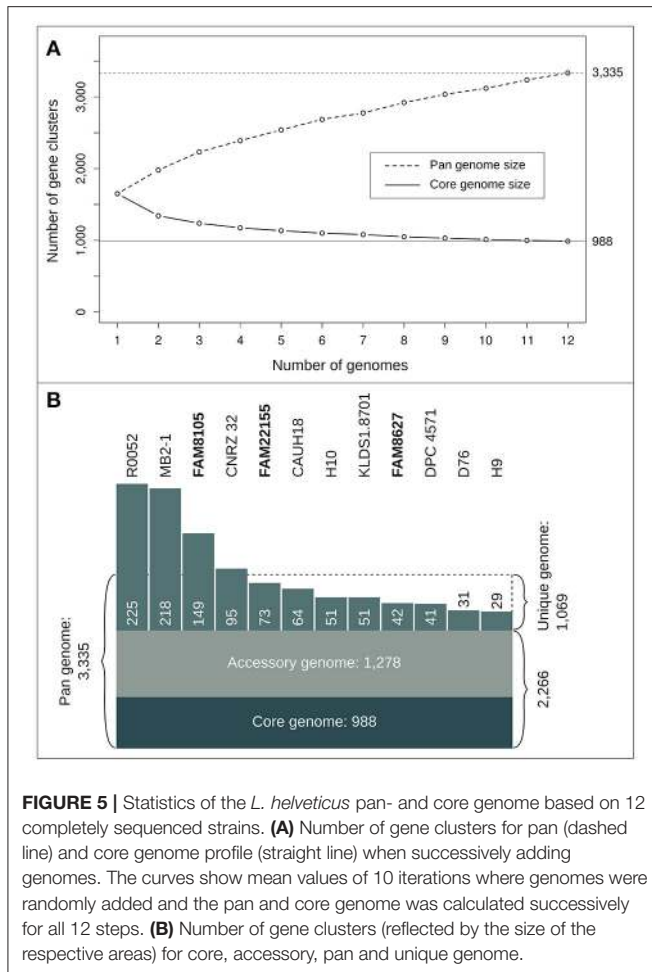 A
Number of gene clusters
0
1,000
2,000
3,000
3,335
988
Pan genome size
Core genome size
1 2 3 4 5 6 7 8 9 10 11 12
Number of genomes
B
R0052
MB2-1
FAM8105
CNRZ 32
FAM22155
CAUH18
H10
KLDS1.8701
FAM8627
DPC 4571
D76
H9
225 218 149 95 73 64 51 51 42 41 31 29
Pan genome:
3,335
Unique genome:
1,069
Accessory genome: 1,278
2,266
Core genome: 988
FIGURE 5 | Statistics of the L. helveticus pan- and core genome based on 12
completely sequenced strains. (A) Number of gene clusters for pan (dashed
line) and core genome profile (straight line) when successively adding
genomes. The curves show mean values of 10 iterations where genomes were
randomly added and the pan and core genome was calculated successively
for all 12 steps. (B) Number of gene clusters (reflected by the size of the
respective areas) for core, accessory, pan and unique genome.